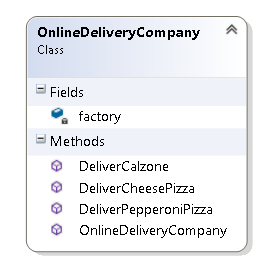 OnlineDeliveryCompany
Class
Fields
factory
Methods
DeliverCalzone
DeliverCheesePizza
DeliverPepperoniPizza
OnlineDeliveryCompany